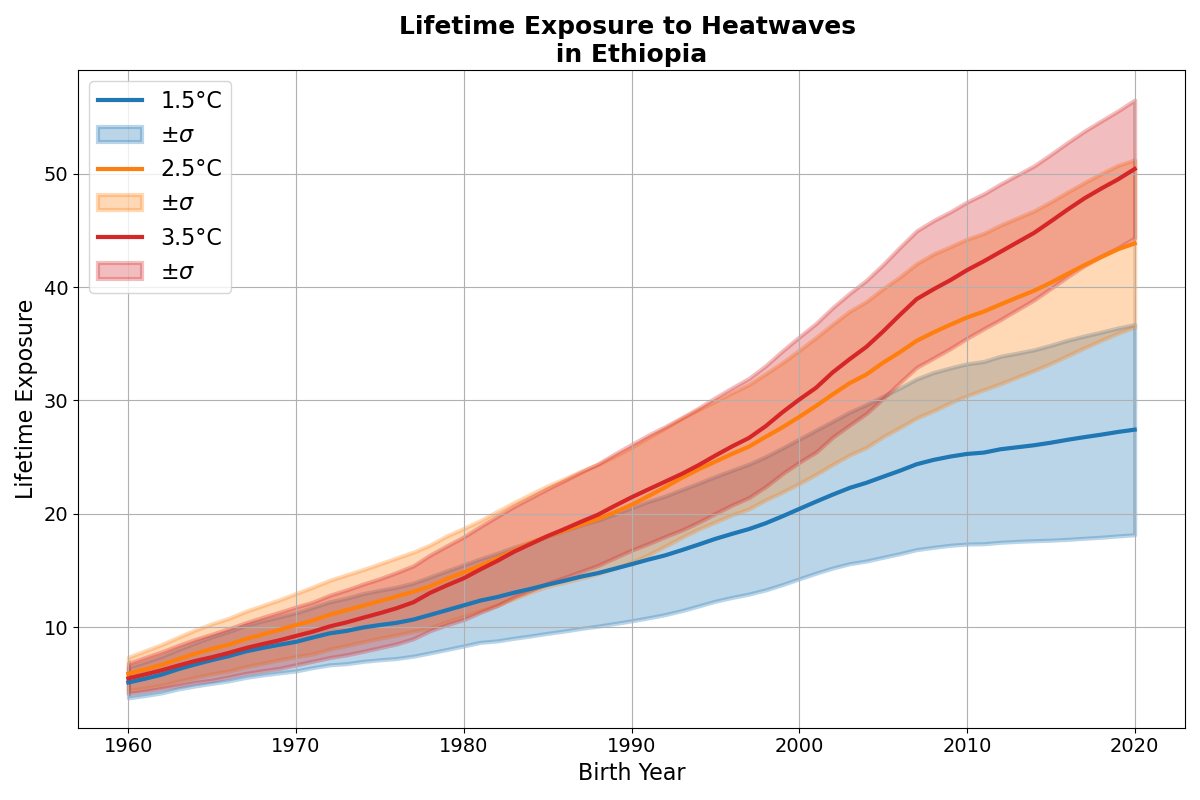 Lifetime Exposure to Heatwaves
in Ethiopia
1.5°C
±σ
2.5°C
±σ
3.5°C
±σ
Lifetime Exposure
50
40
30
20
10
1960 1970 1980 1990 2000 2010 2020
Birth Year